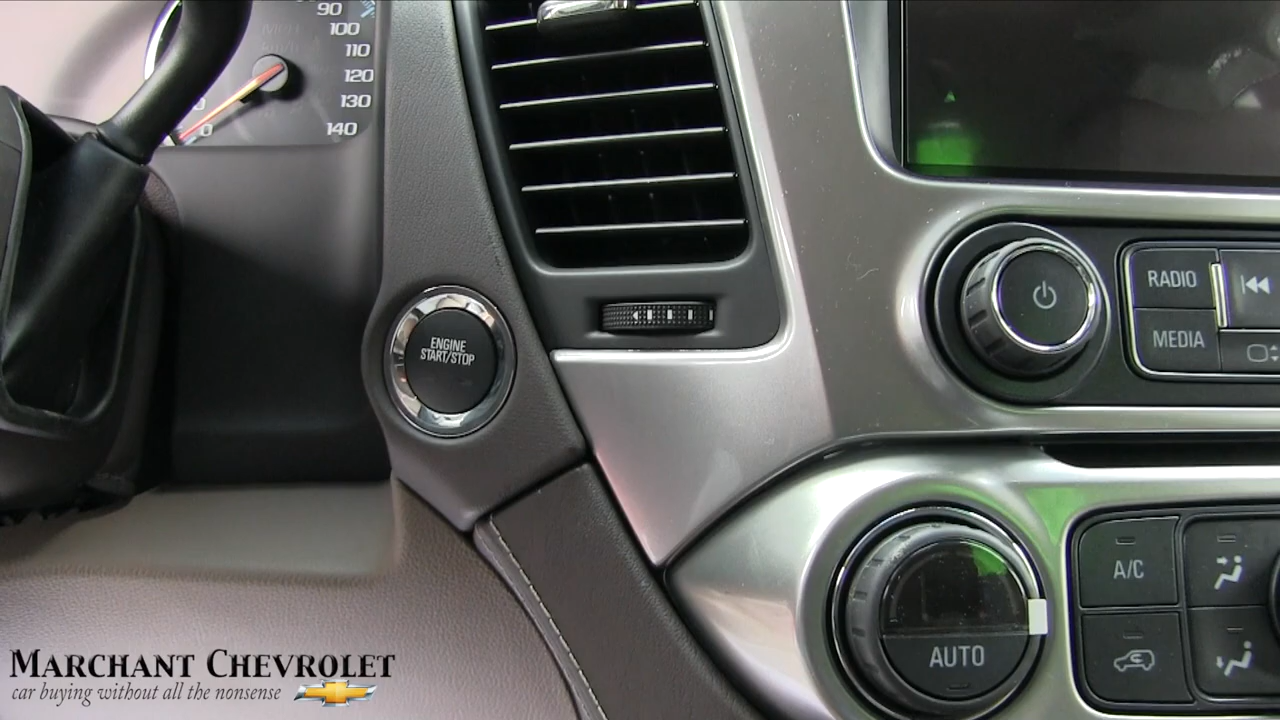 90
100
110
120
130
140
0
ENGINE
START/STOP
RADIO
MEDIA
A/C
AUTO
MARCHANT CHEVROLET
car buying without all the nonsense